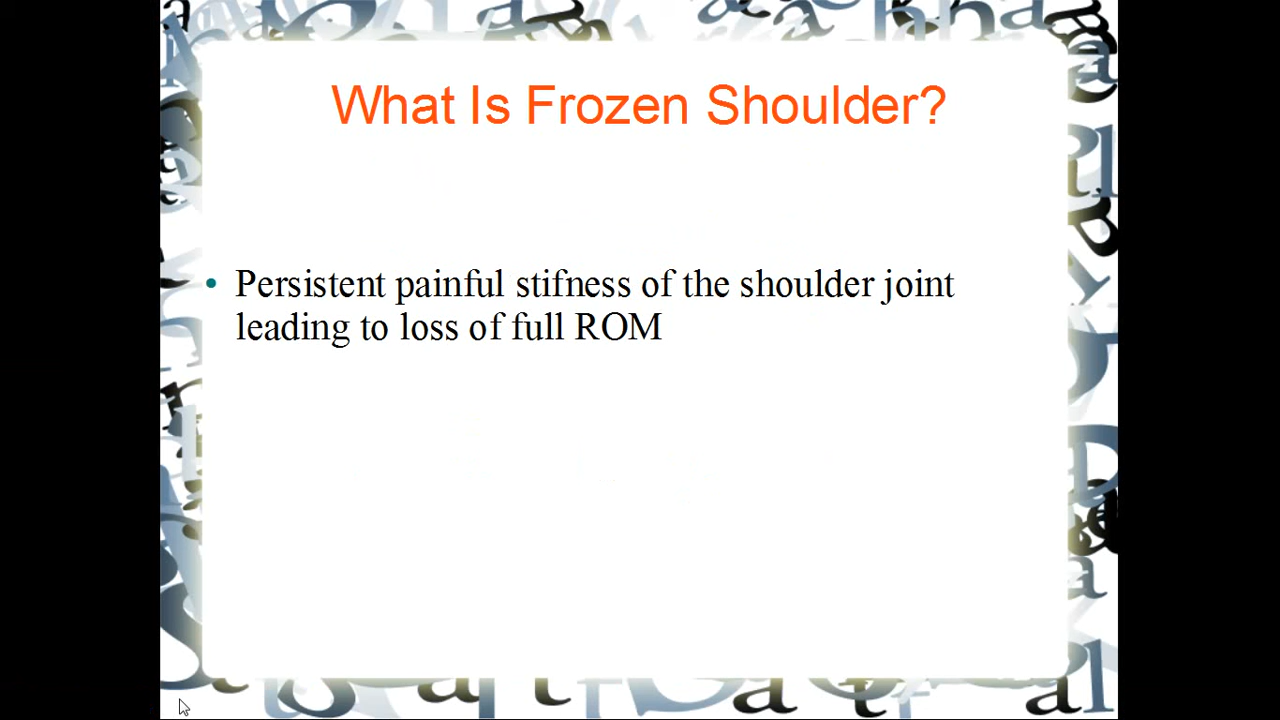 What Is Frozen Shoulder?
• Persistent painful stifness of the shoulder joint
leading to loss of full ROM